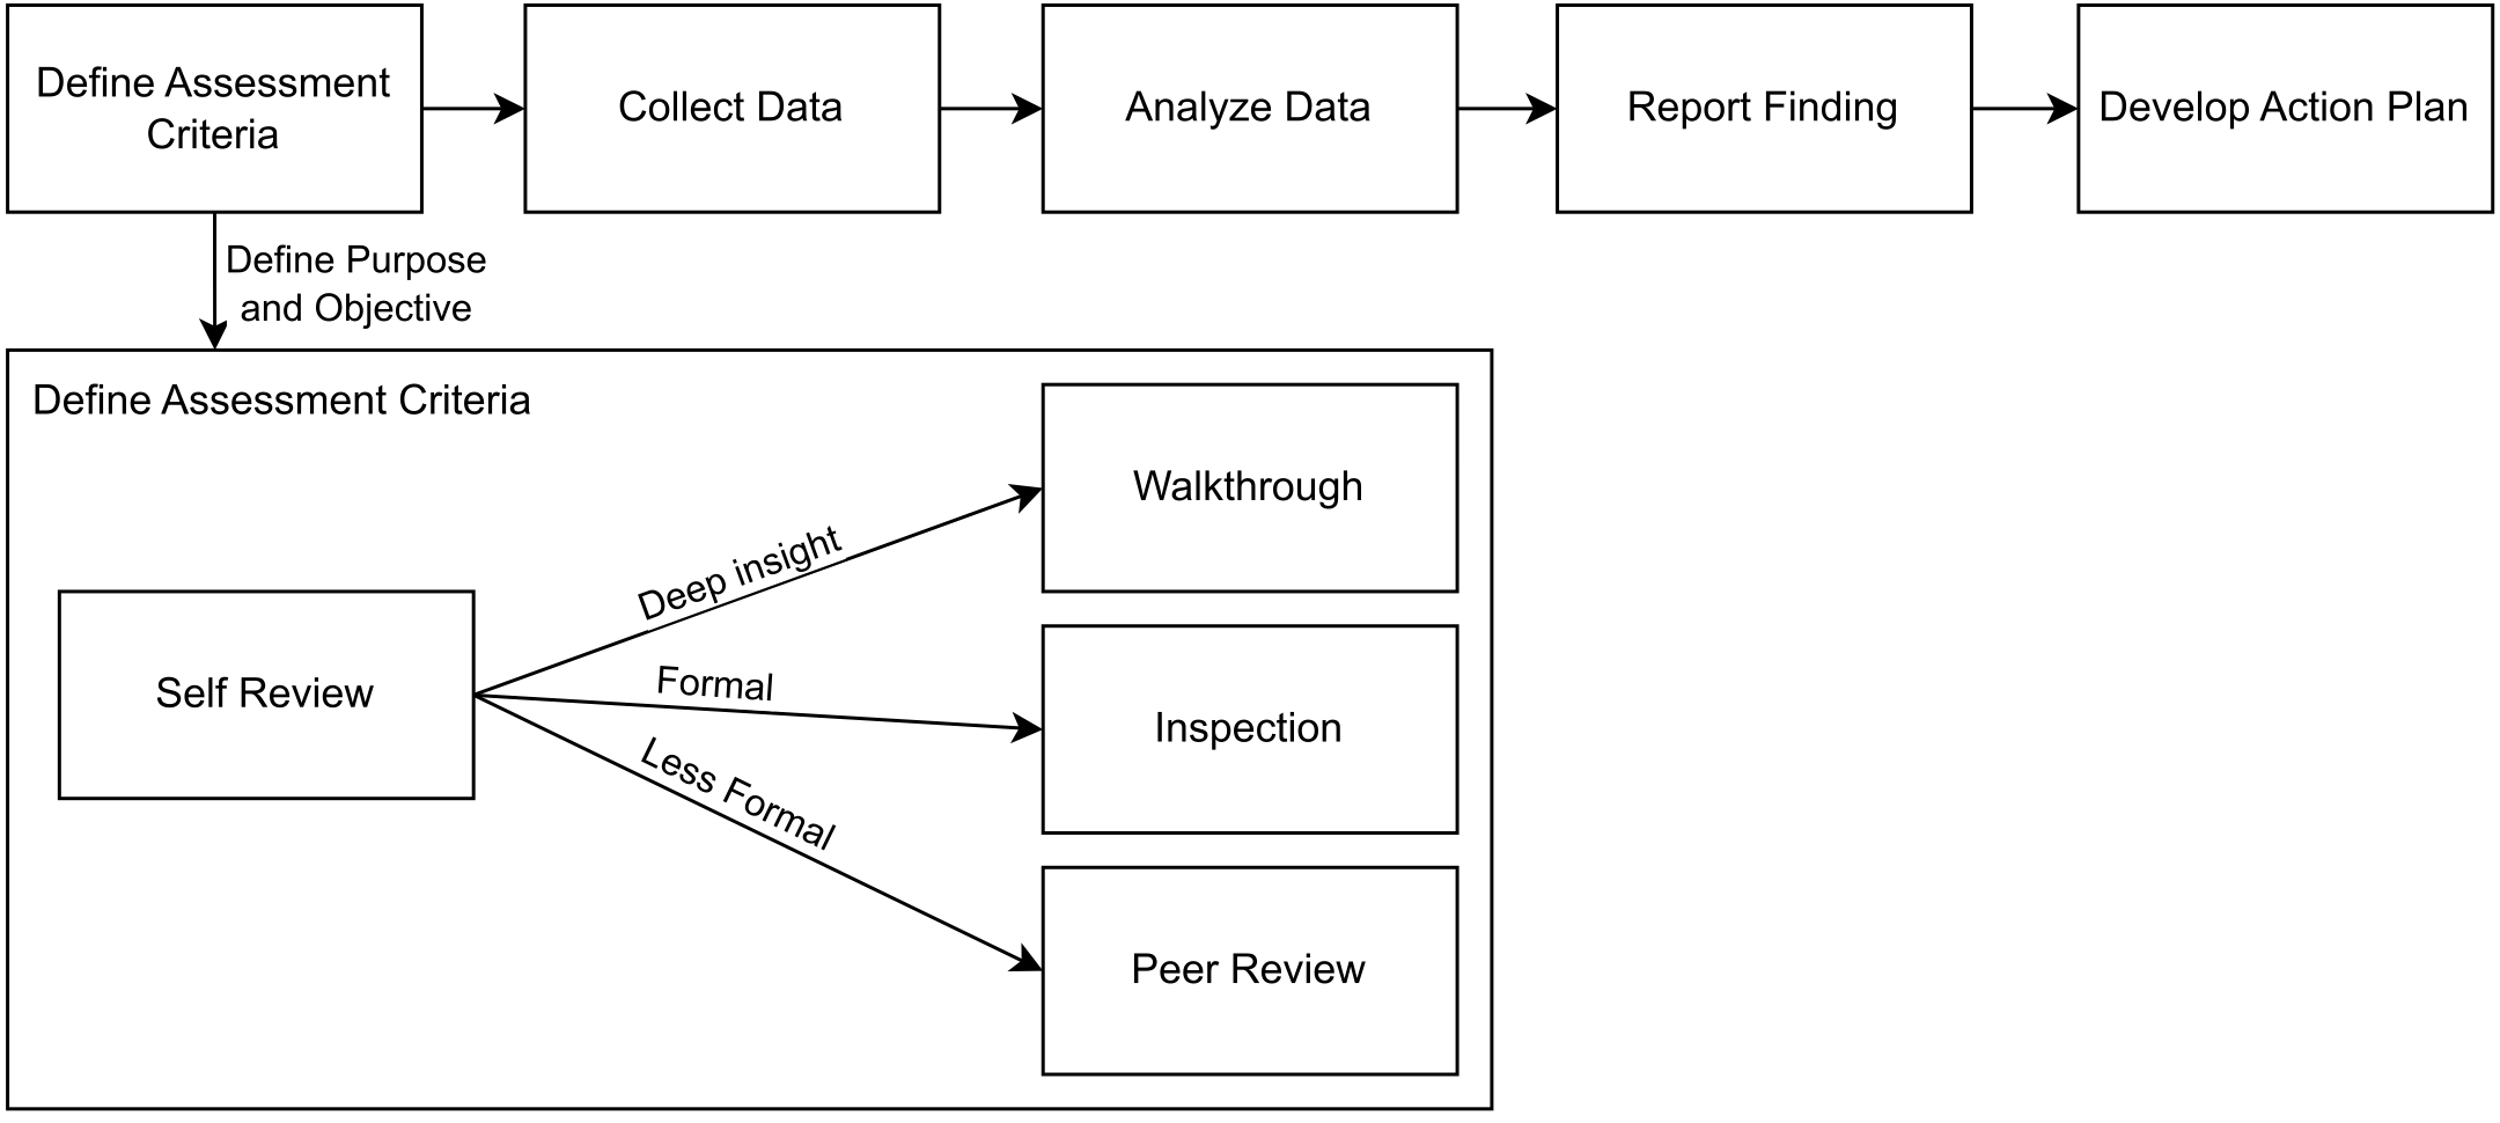 Define Assessment
Criteria
Collect Data
Analyze Data
Report Finding
Develop Action Plan
Define Purpose
and Objective
Define Assessment Criteria
Walkthrough
Deep insight
Self Review
Formal
Inspection
Less Formal
Peer Review